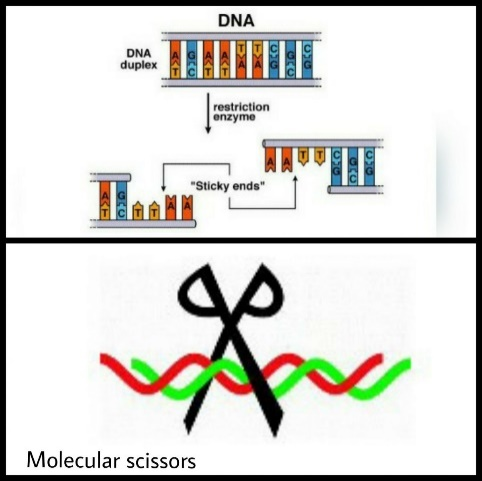 DNA
DNA
duplex
A G A A T T C G C
T C T T A A G C G
restriction
enzyme
A A T T C G C
G C G
"Sticky ends"
A G
T C T T A A
Molecular scissors